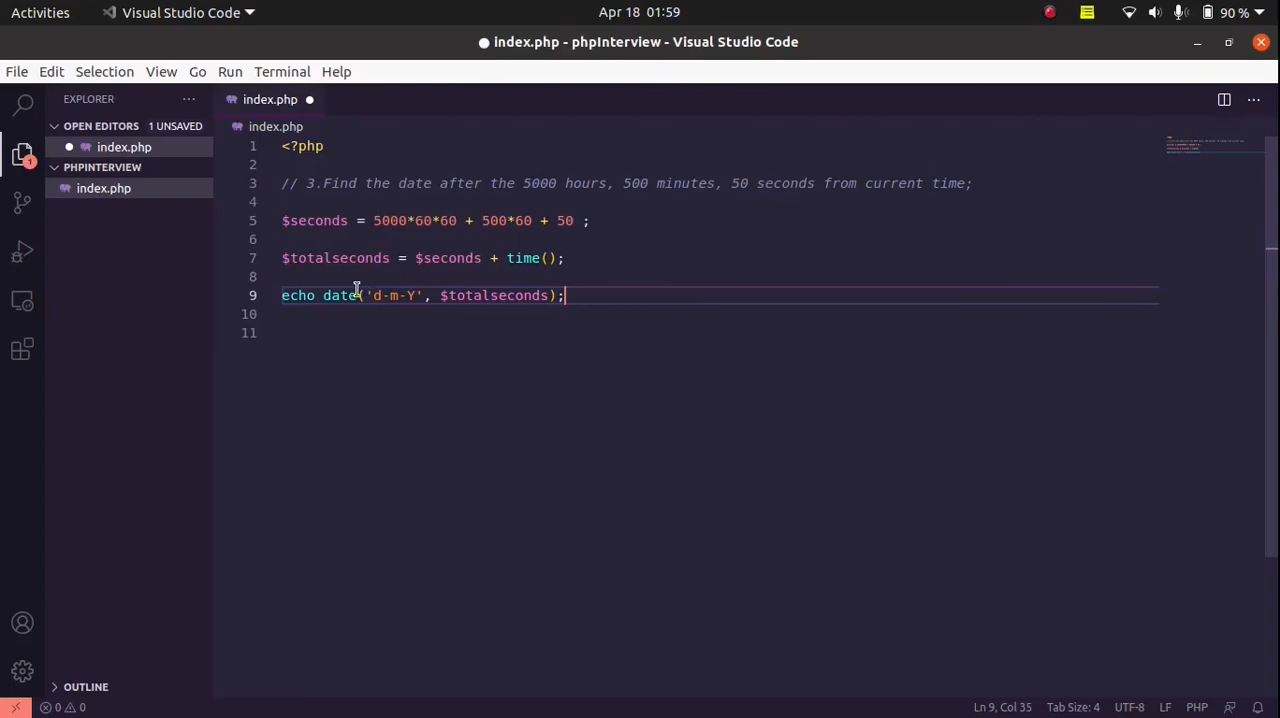 Activities Visual Studio Code Apr 18 01:59 90 %
● index.php - phpInterview - Visual Studio Code
File Edit Selection View Go Run Terminal Help
EXPLORER ··· index.php ● ···
OPEN EDITORS 1 UNSAVED index.php
● index.php
PHPINTERVIEW
index.php
1 <?php
2
3 // 3.Find the date after the 5000 hours, 500 minutes, 50 seconds from current time;
4
5 $seconds = 5000*60*60 + 500*60 + 50 ;
6
7 $totalseconds = $seconds + time();
8
9 echo date('d-m-Y', $totalseconds);
10
11
1
OUTLINE
0 0 Ln 9, Col 35 Tab Size: 4 UTF-8 LF PHP